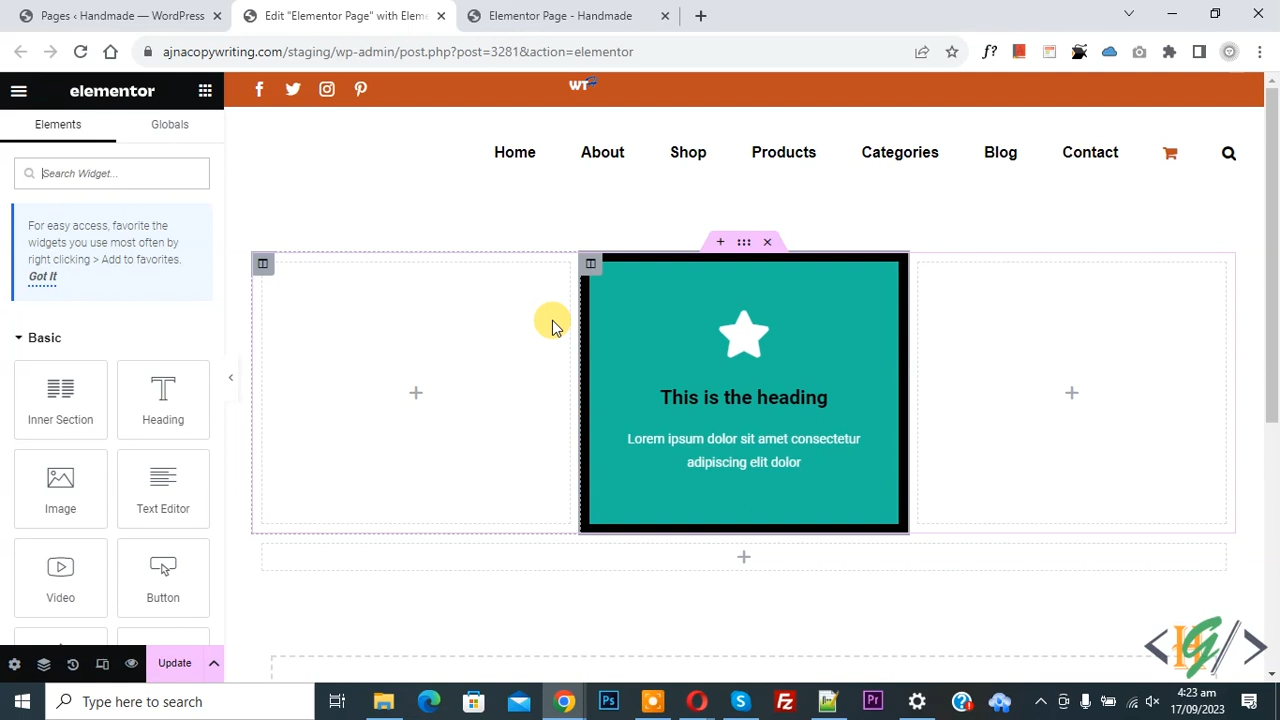 Pages ‹ Handmade — WordPress
Edit "Elementor Page" with Eleme
Elementor Page - Handmade
ajnacopywriting.com/staging/wp-admin/post.php?post=3281&action=elementor
f?
elementor
Elements
Globals
Search Widget...
For easy access, favorite the
widgets you use most often by
right clicking > Add to favorites.
Got It
Basic
Inner Section
Heading
Image
Text Editor
Video
Button
Update
WT
Home
About
Shop
Products
Categories
Blog
Contact
This is the heading
Lorem ipsum dolor sit amet consectetur
adipiscing elit dolor
HG
Type here to search
Ps
Pr
4:23 am
17/09/2023